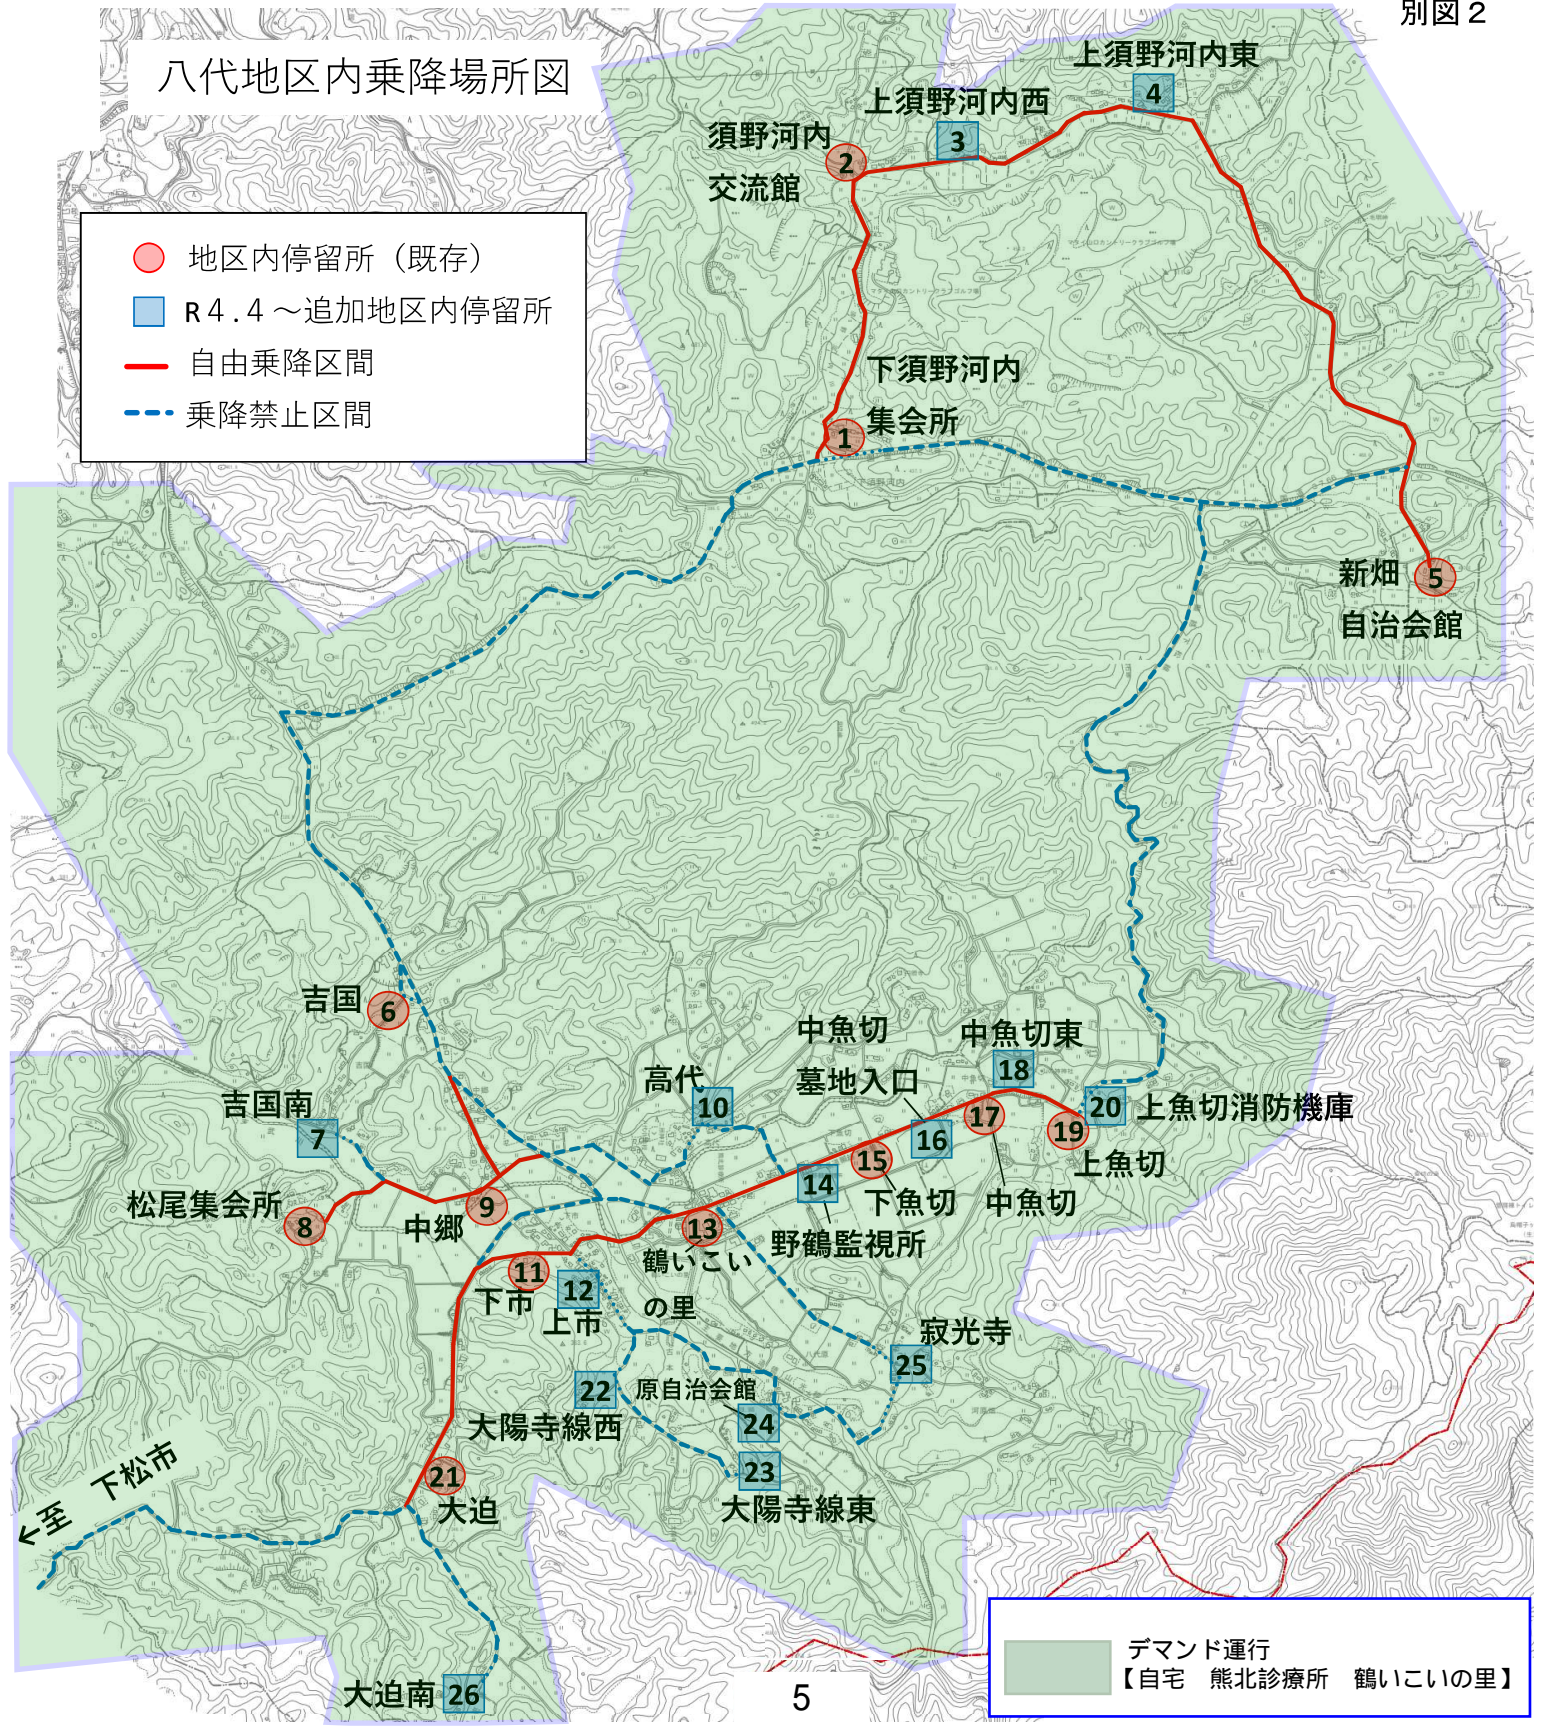 別図２
八代地区内乗降場所図
地区内停留所（既存）
R４.４～追加地区内停留所
自由乗降区間
乗降禁止区間
上須野河内東
4
上須野河内西
3
須野河内
交流館
2
下須野河内
集会所
1
新畑
自治会館
5
吉国
6
吉国南
7
松尾集会所
8
中郷
9
高代
10
中魚切
墓地入口
16
中魚切東
18
17
中魚切
20
上魚切消防機庫
19
上魚切
15
下魚切
14
野鶴監視所
13
鶴いこい
の里
11
下市
12
上市
寂光寺
25
22
大陽寺線西
原自治会館
24
23
大陽寺線東
21
大迫
←至 下松市
大迫南
26
デマンド運行
【自宅　熊北診療所　鶴いこいの里】
5